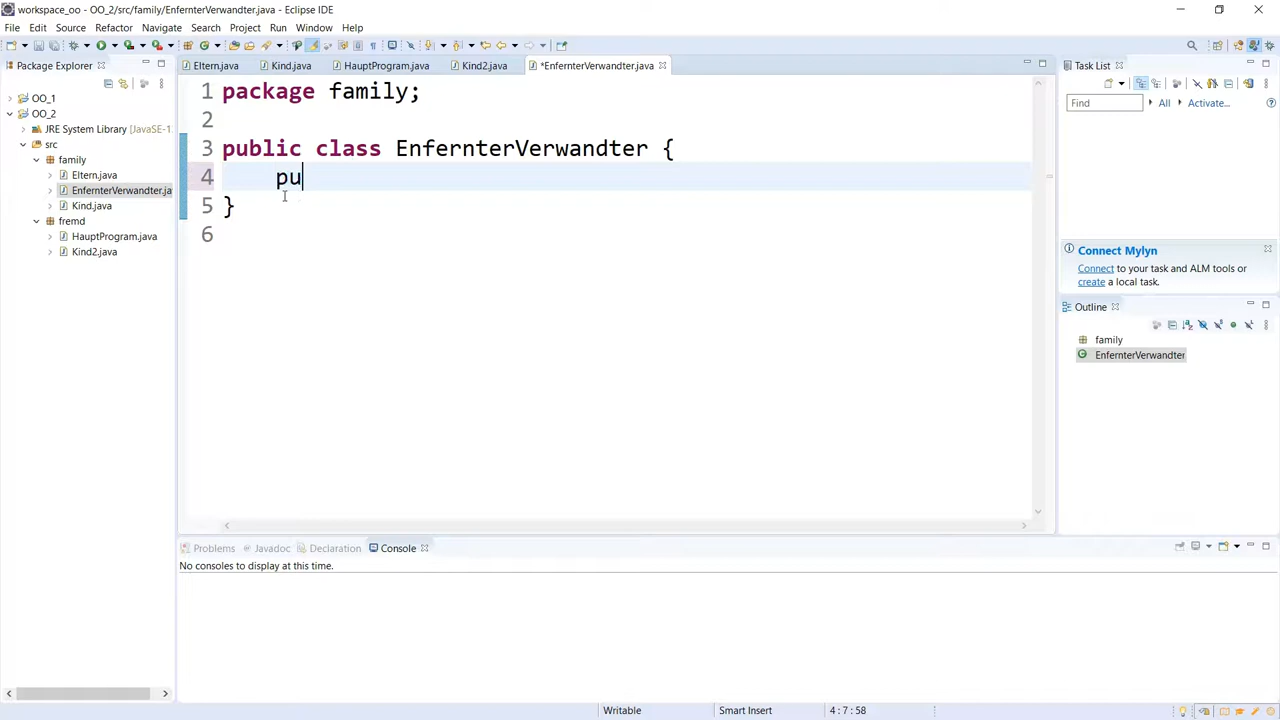 workspace_oo - OO_2/src/family/EnfernterVerwandter.java - Eclipse IDE
File Edit Source Refactor Navigate Search Project Run Window Help
Package Explorer
OO_1
OO_2
JRE System Library [JavaSE-1
src
family
Eltern.java
EnfernterVerwandter.ja
Kind.java
fremd
HauptProgram.java
Kind2.java
Eltern.java Kind.java HauptProgram.java Kind2.java *EnfernterVerwandter.java
1 package family;
2
3 public class EnfernterVerwandter {
4 pu
5 }
6
Task List
Find All Activate...
Connect Mylyn
Connect to your task and ALM tools or
create a local task.
Outline
family
EnfernterVerwandter
Problems Javadoc Declaration Console
No consoles to display at this time.
Writable Smart Insert 4 : 7 : 58